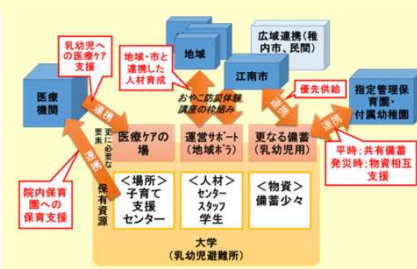 乳幼児へ
の医療ケア
支援
地域・市と
連携した
人材育成
地域
広域連携(稚
内市、民間)
江南市
優先供給
医療
機関
指定管理保
育園・
付属幼稚園
おやこ防災体験
講座の枠組み
連携
連携
連携
連携
更に必要な
要素
医療ケア
の場
運営サポート
(地域ボラ)
更なる備蓄
(乳幼児用)
平時:共有備蓄
発災時:物資相互
支援
院内保育
園への
保育支援
保有資源
<場所>
子育て
支援
センター
<人材>
センター
スタッフ
学生
<物資>
備蓄少々
大学
(乳幼児避難所)